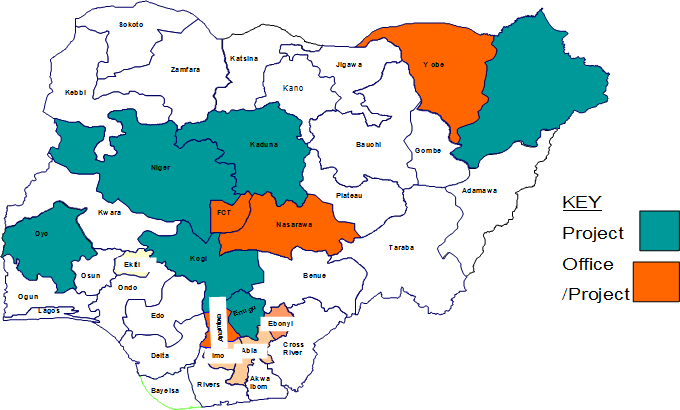 Sokoto
Katsina
Zamfara
Jigawa
Y obe
Kebbi
Kano
Kaduna
Bauohi
Gombe
Niger
Adamawa
Plateau
KEY
Kwara
FCT
Nasarawa
Oyo
Project
Taraba
Kogi
Ekiti
Office
Osun
Benue
Ondo
/Project
Ogun
Lagos
Edo
Enugu
Anambra
Ebonyi
Delta
Imo
Abia
Cross
River
Bayelsa
Rivers
Akwa
Ibom